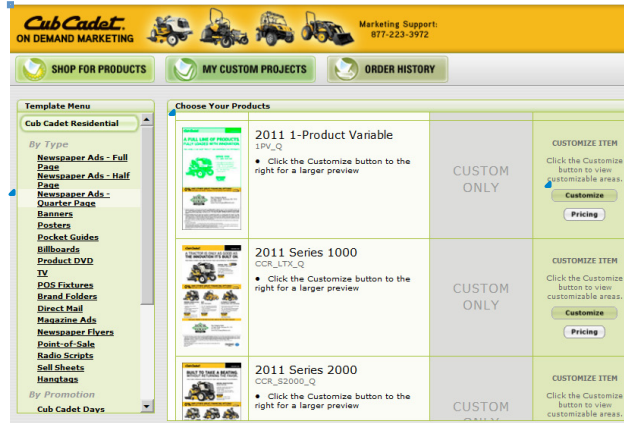 Cub Cadet.
ON DEMAND MARKETING
Marketing Support:
877-223-3972
SHOP FOR PRODUCTS
MY CUSTOM PROJECTS
ORDER HISTORY
Template Menu
Cub Cadet Residential
By Type
Newspaper Ads - Full
Page
Newspaper Ads - Half
Page
Newspaper Ads -
Quarter Page
Banners
Posters
Pocket Guides
Billboards
Product DVD
TV
POS Fixtures
Brand Folders
Direct Mail
Magazine Ads
Newspaper Flyers
Point-of-Sale
Radio Scripts
Sell Sheets
Hangtags
By Promotion
Cub Cadet Days
Choose Your Products
A FULL LINE OF PRODUCTS
2011 1-Product Variable
1PV_Q
• Click the Customize button to the
right for a larger preview
CUSTOM
ONLY
CUSTOMIZE ITEM
Click the Customize
button to view
customizable areas.
Customize
Pricing
2011 Series 1000
CCR_LTX_Q
• Click the Customize button to the
right for a larger preview
CUSTOM
ONLY
CUSTOMIZE ITEM
Click the Customize
button to view
customizable areas.
Customize
Pricing
BUILT TO TAKE A BEATING
2011 Series 2000
CCR_S2000_Q
• Click the Customize button to the
right for a larger preview
CUSTOM
ONLY
CUSTOMIZE ITEM
Click the Customize
button to view
customizable areas.